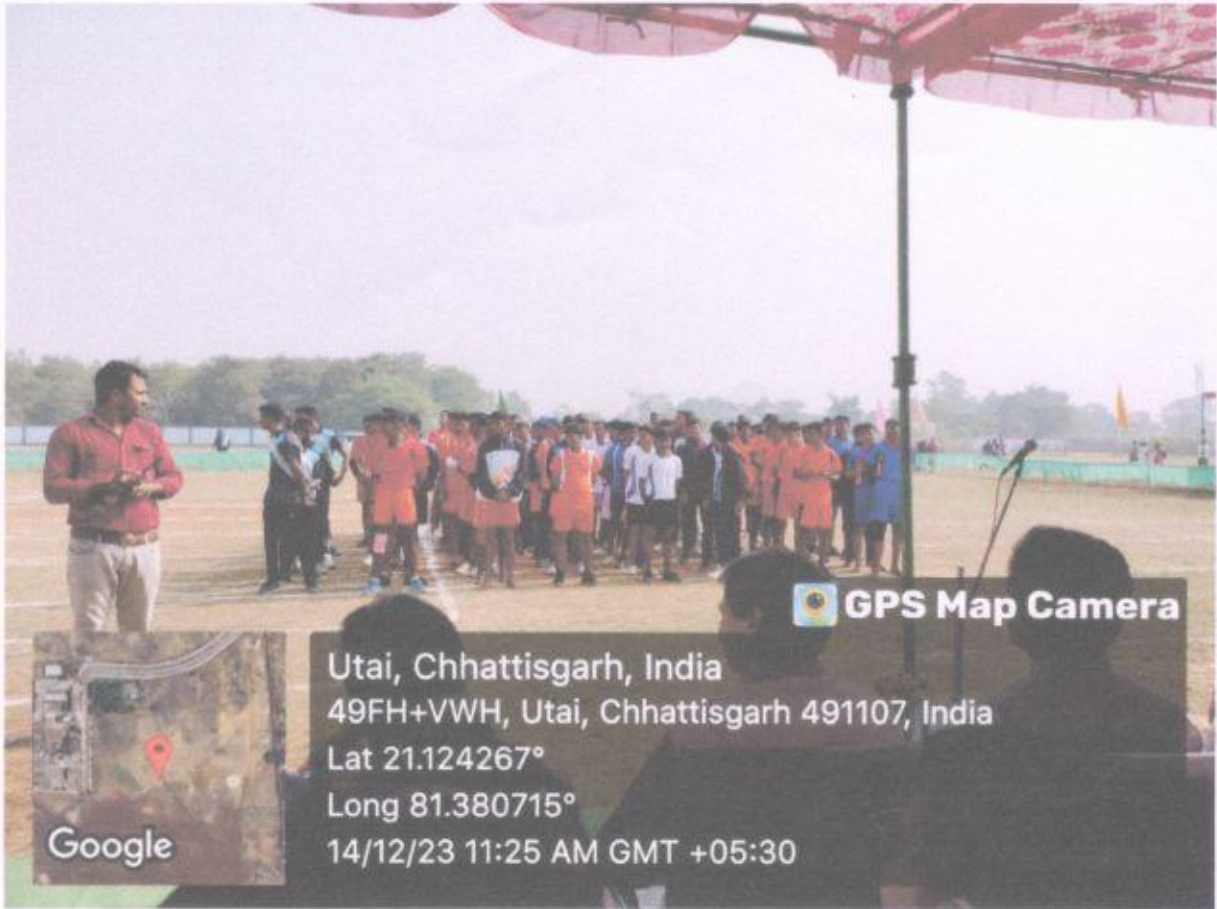 GPS Map Camera
Utai, Chhattisgarh, India
49FH+VWH, Utai, Chhattisgarh 491107, India
Lat 21.124267°
Long 81.380715°
14/12/23 11:25 AM GMT +05:30
Google